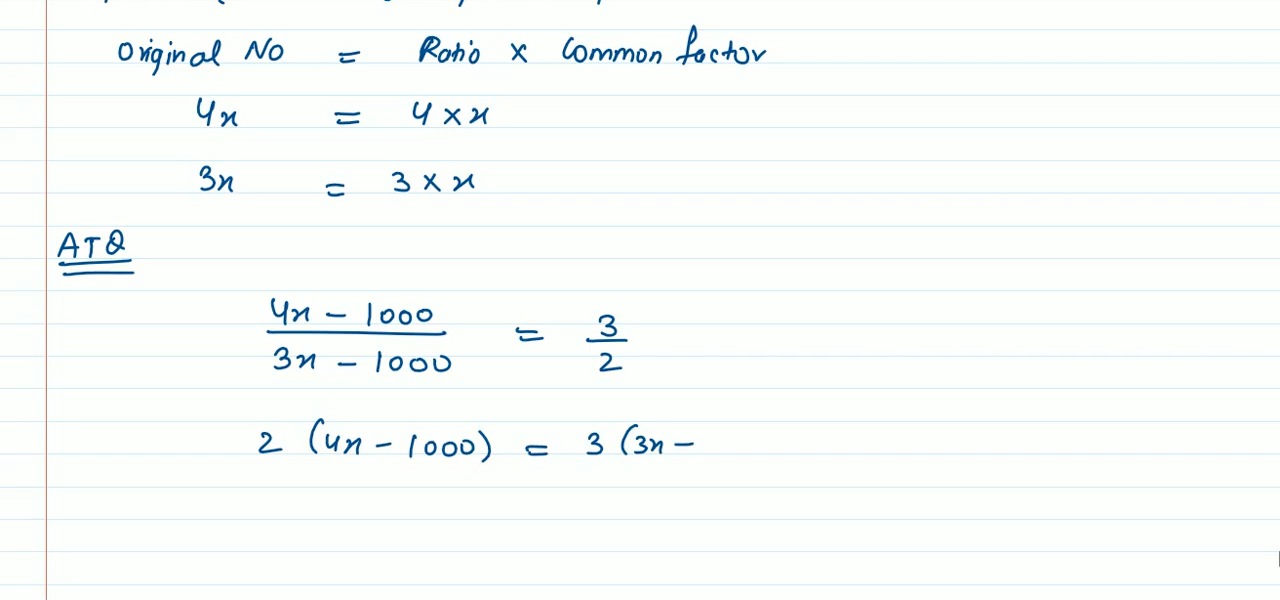 Original No = Ratio × Common factor
4x = 4 × x
3x = 3 × x
ATQ
4x - 1000 / 3x - 1000 = 3 / 2
2 (4x - 1000) = 3 (3x -